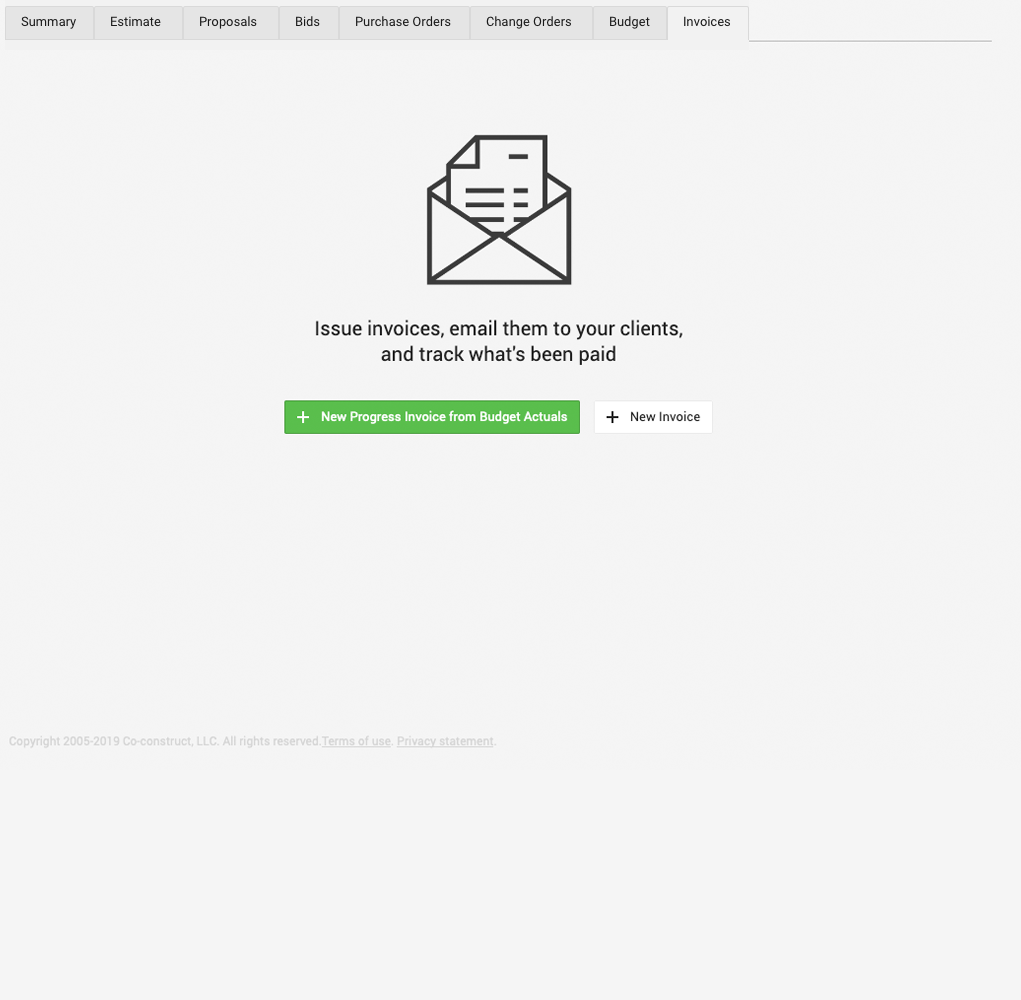 Summary Estimate Proposals Bids Purchase Orders Change Orders Budget Invoices
Issue invoices, email them to your clients,
and track what's been paid
New Progress Invoice from Budget Actuals New Invoice
Copyright 2005-2019 Co-construct, LLC. All rights reserved.Terms of use. Privacy statement.